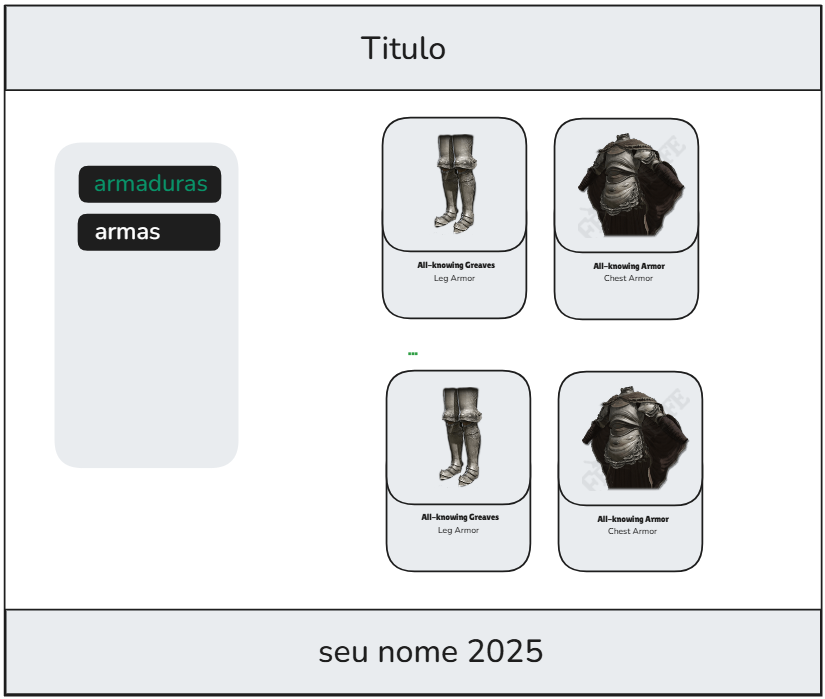 Titulo
armaduras
armas
All-knowing Greaves
Leg Armor
All-knowing Armor
Chest Armor
...
All-knowing Greaves
Leg Armor
All-knowing Armor
Chest Armor
seu nome 2025